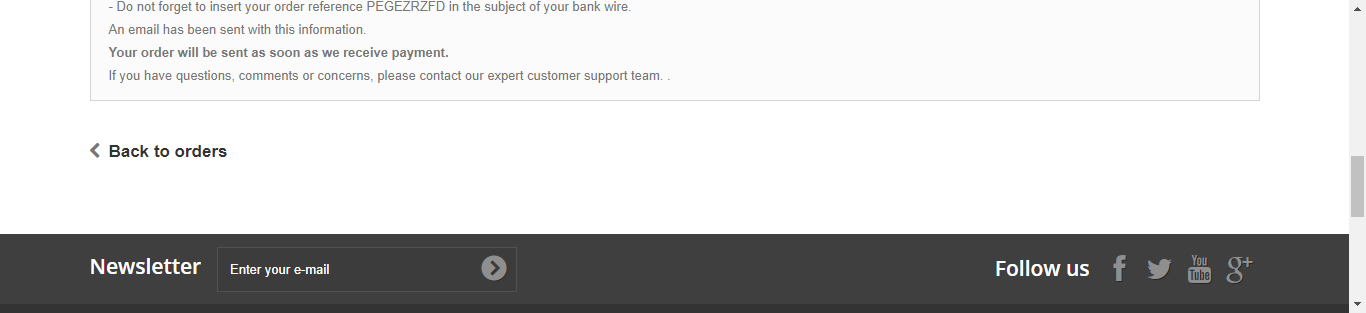 - Do not forget to insert your order reference PEGEZRZFD in the subject of your bank wire.
An email has been sent with this information.
Your order will be sent as soon as we receive payment.
If you have questions, comments or concerns, please contact our expert customer support team. .
Back to orders
Newsletter
Enter your e-mail
Follow us
You
Tube
g+